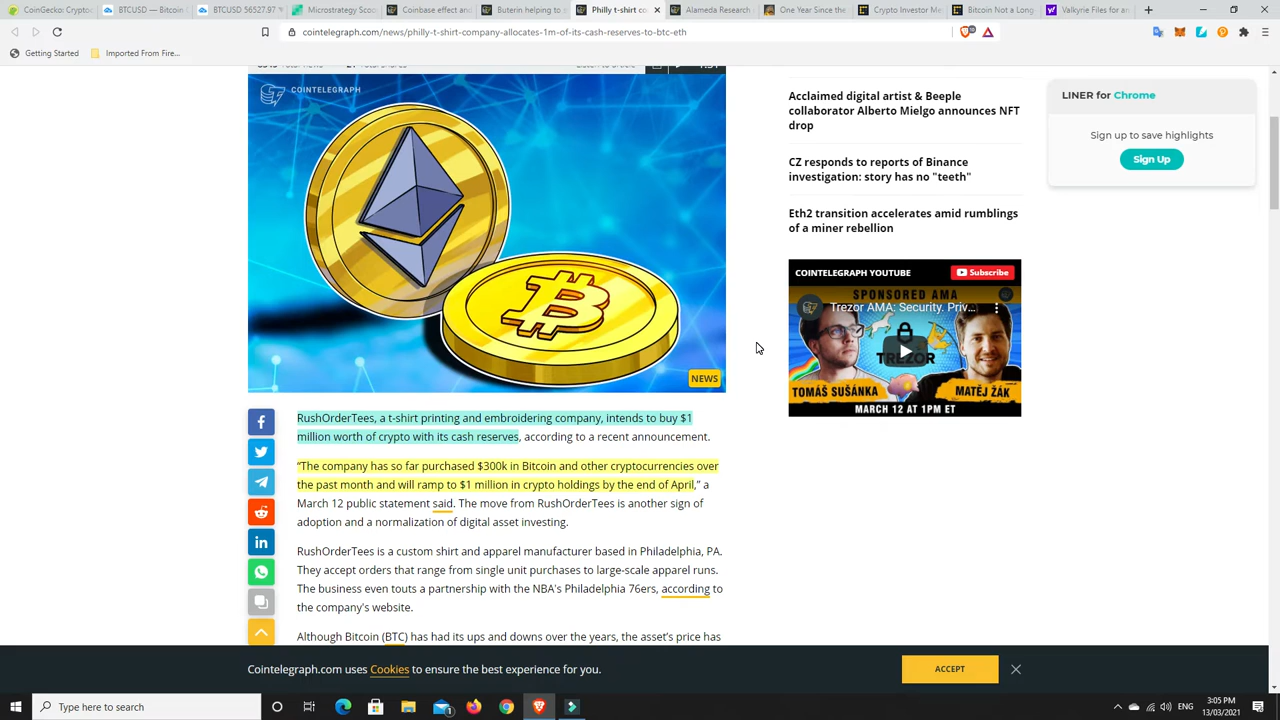 CoinGecko: Crypto
BTCUSD — Bitcoin
BTCUSD 56527.97
Microstrategy Scoo
Coinbase effect and
Buterin helping to
Philly t-shirt co
Alameda Research
One Year Since the
Crypto Investor Me
Bitcoin Not a Long-
Valkyrie Files for an
cointelegraph.com/news/philly-t-shirt-company-allocates-1m-of-its-cash-reserves-to-btc-eth
Getting Started
Imported From Brave
COINTELEGRAPH
NEWS
RushOrderTees, a t-shirt printing and embroidering company, intends to buy $1
million worth of crypto with its cash reserves, according to a recent announcement.
“The company has so far purchased $300k in Bitcoin and other cryptocurrencies over
the past month and will ramp to $1 million in crypto holdings by the end of April,” a
March 12 public statement said. The move from RushOrderTees is another sign of
adoption and a normalization of digital asset investing.
RushOrderTees is a custom shirt and apparel manufacturer based in Philadelphia, PA.
They accept orders that range from single unit purchases to large-scale apparel runs.
The business even touts a partnership with the NBA's Philadelphia 76ers, according to
the company's website.
Although Bitcoin (BTC) has had its ups and downs over the years, the asset's price has
Acclaimed digital artist & Beeple
collaborator Alberto Mielgo announces NFT
drop
CZ responds to reports of Binance
investigation: story has no "teeth"
Eth2 transition accelerates amid rumblings
of a miner rebellion
COINTELEGRAPH YOUTUBE
Subscribe
SPONSORED AMA
Trezor AMA: Security. Priv...
TREZOR
TOMÁŠ SUŠÁNKA
MATĚJ ŽÁK
MARCH 12 AT 1PM ET
LINER for Chrome
Sign up to save highlights
Sign Up
Cointelegraph.com uses Cookies to ensure the best experience for you.
ACCEPT
Type here to search
ENG
3:05 PM
13/03/2021